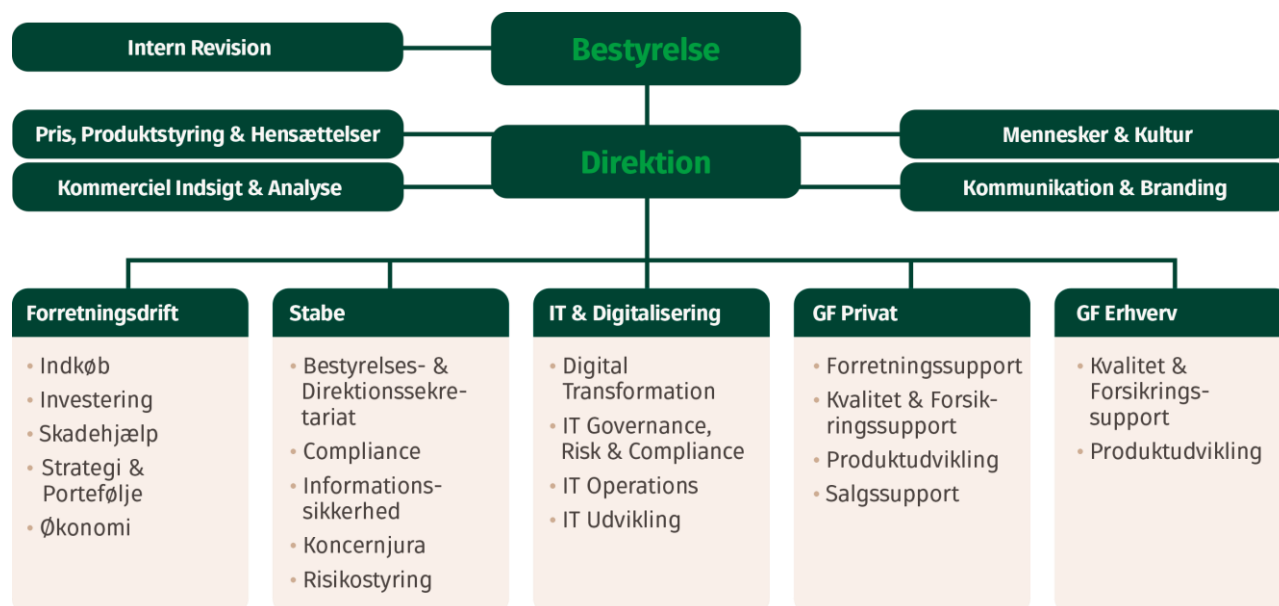 Intern Revision
Bestyrelse
Pris, Produktstyring & Hensættelser
Mennesker & Kultur
Direktion
Kommerciel Indsigt & Analyse
Kommunikation & Branding
Forretningsdrift
• Indkøb
• Investering
• Skadehjælp
• Strategi &
Portefølje
• Økonomi
Stabe
• Bestyrelses- &
Direktionssekre-
tariat
• Compliance
• Informations-
sikkerhed
• Koncernjura
• Risikostyring
IT & Digitalisering
• Digital
Transformation
• IT Governance,
Risk & Compliance
• IT Operations
• IT Udvikling
GF Privat
• Forretningssupport
• Kvalitet & Forsik-
ringssupport
• Produktudvikling
• Salgssupport
GF Erhverv
• Kvalitet &
Forsikrings-
support
• Produktudvikling